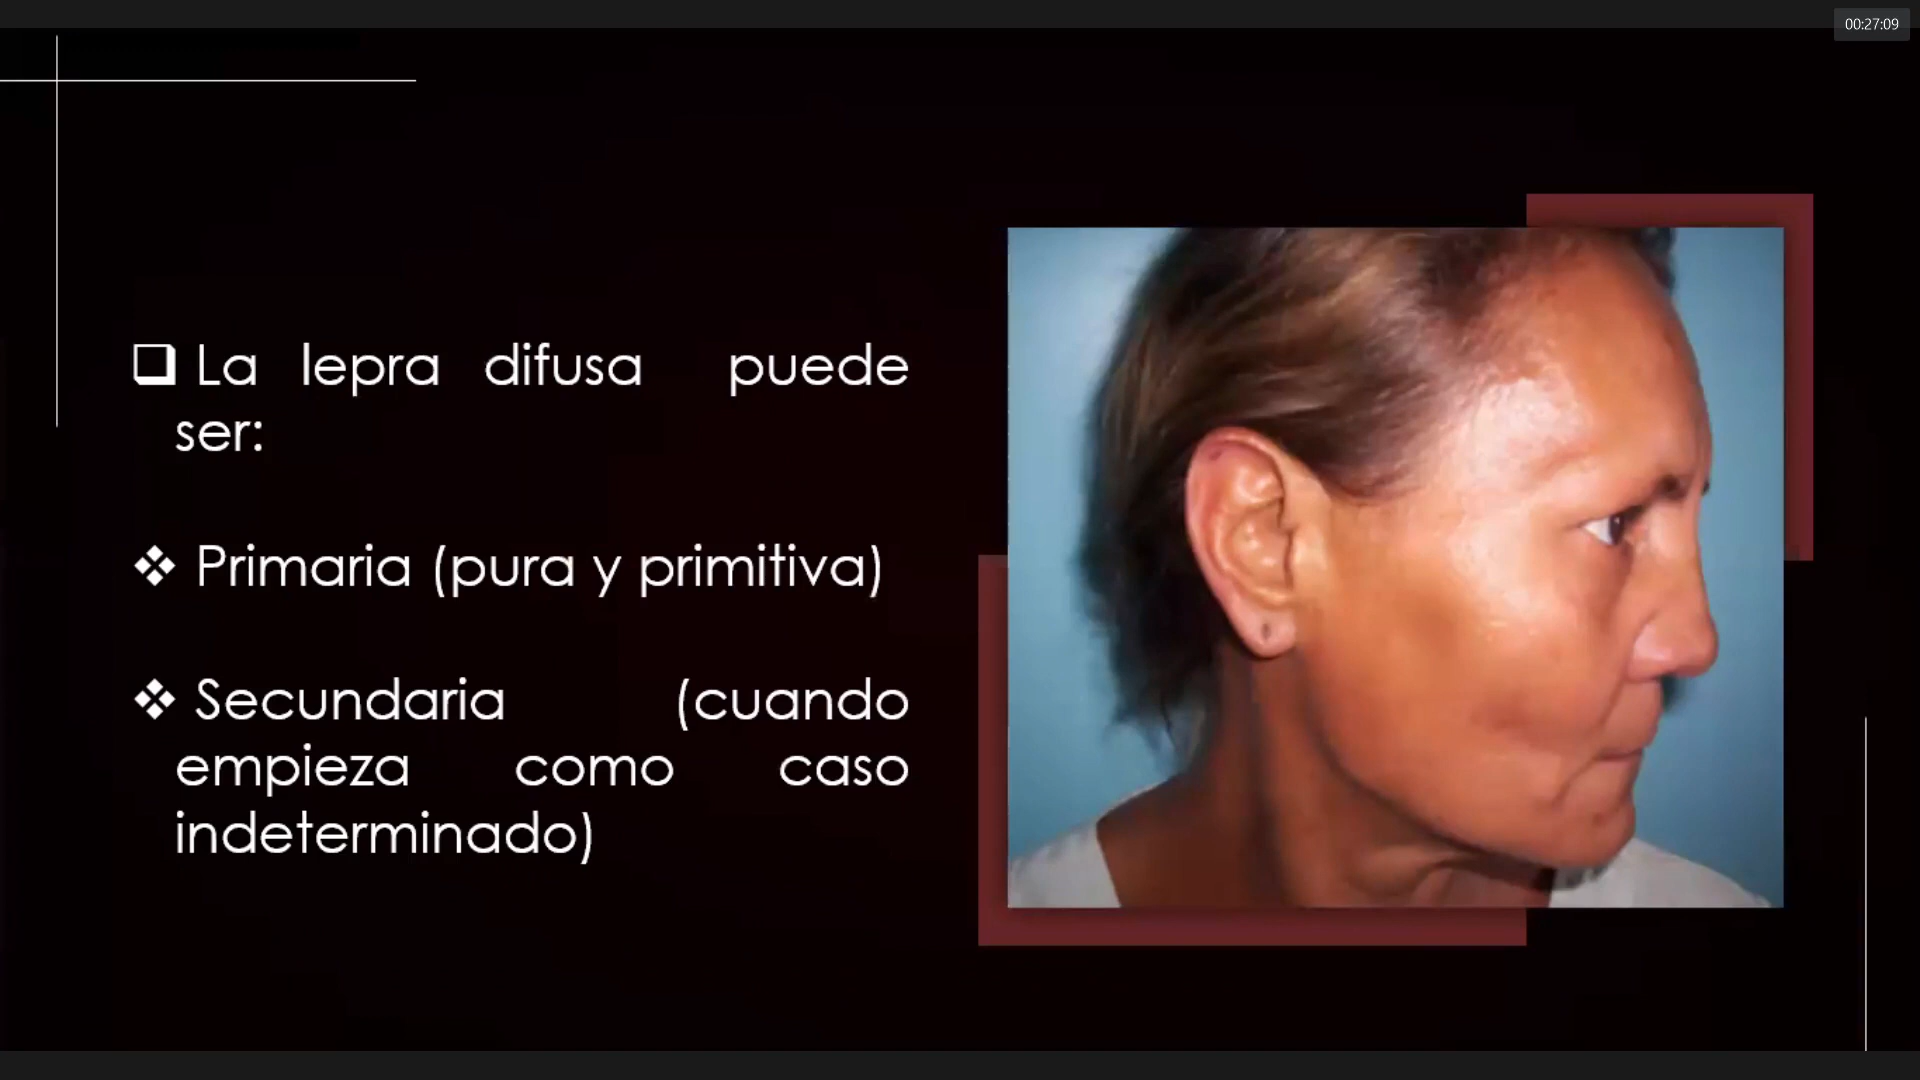 00:27:09
La lepra difusa puede
ser:
Primaria (pura y primitiva)
Secundaria (cuando
empieza como caso
indeterminado)